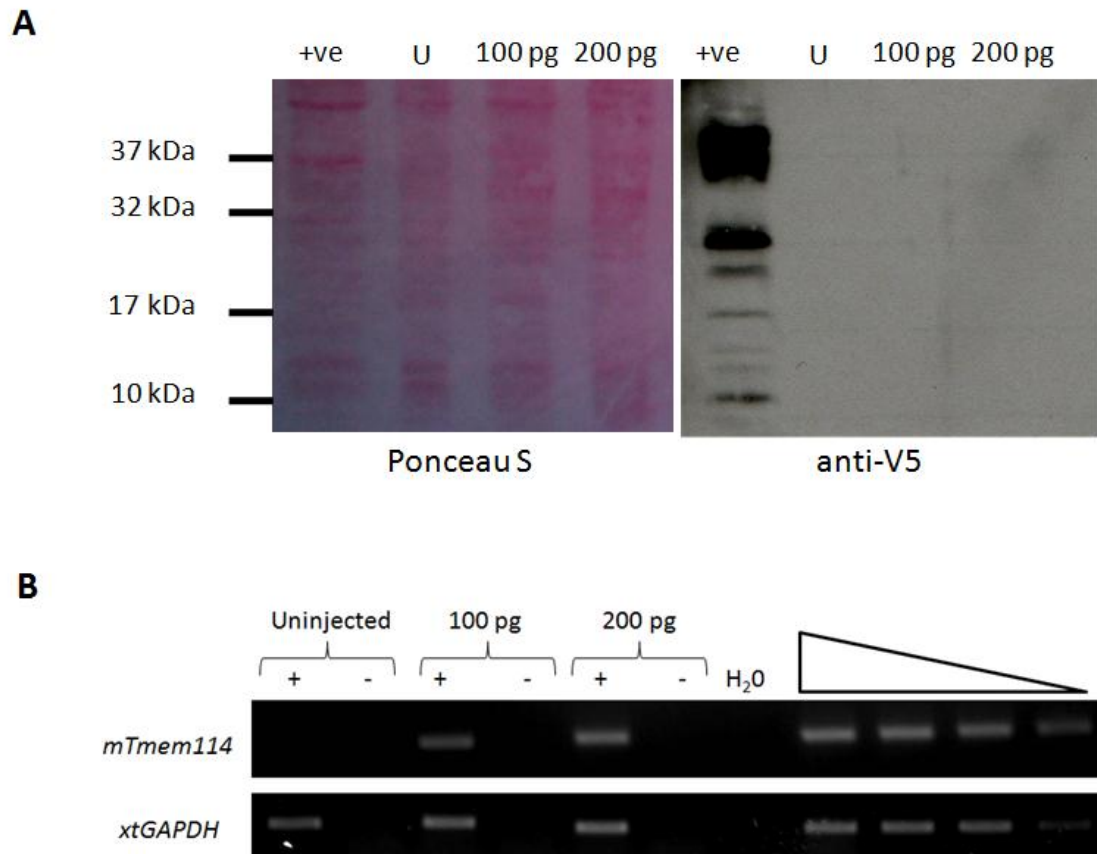 A
+ve U 100 pg 200 pg +ve U 100 pg 200 pg
37 kDa
32 kDa
17 kDa
10 kDa
Ponceau S anti-V5
B
Uninjected 100 pg 200 pg
+ - + - + - H₂0
mTmem114
xtGAPDH